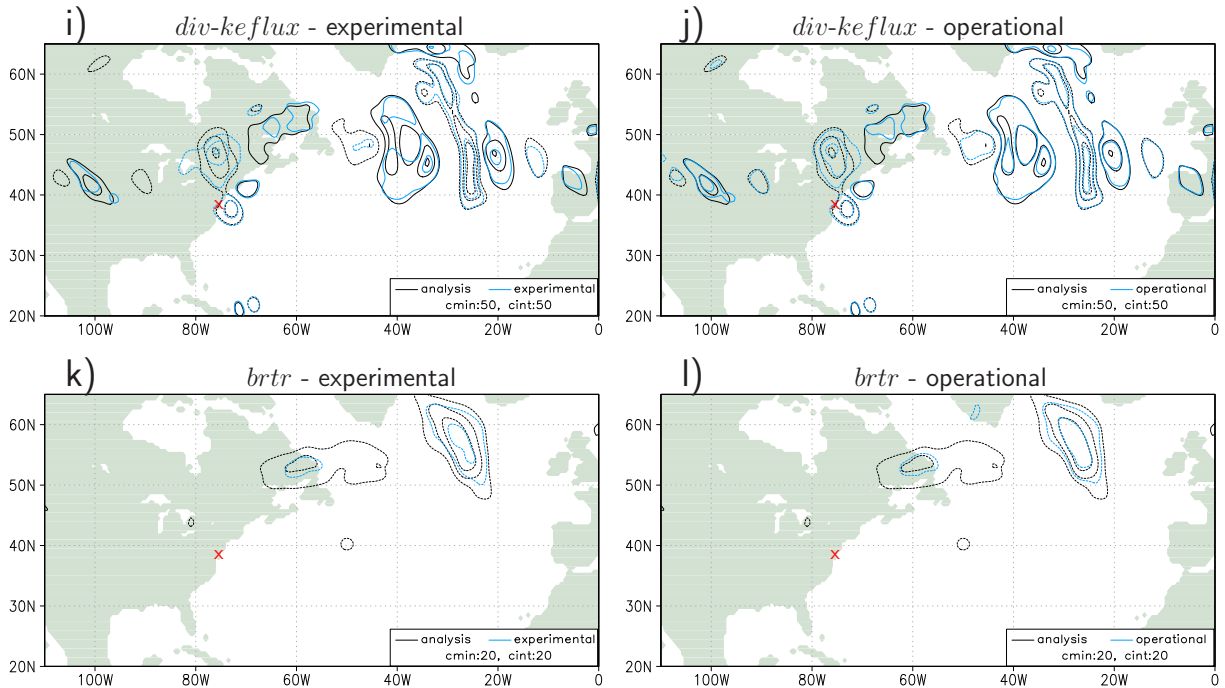 i) div-keflux - experimental
j) div-keflux - operational
60N
50N
40N
30N
20N
100W 80W 60W 40W 20W 0
analysis experimental
cmin:50, cint:50
60N
50N
40N
30N
20N
100W 80W 60W 40W 20W 0
analysis operational
cmin:50, cint:50
X
X
k) brtr - experimental
l) brtr - operational
60N
50N
40N
30N
20N
100W 80W 60W 40W 20W 0
analysis experimental
cmin:20, cint:20
60N
50N
40N
30N
20N
100W 80W 60W 40W 20W 0
analysis operational
cmin:20, cint:20
X
X